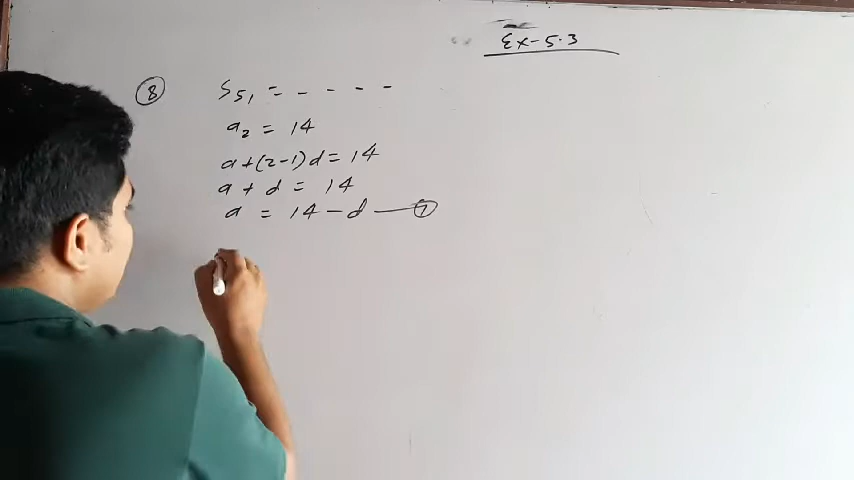 Ex-5.3
(8) S51 = - - - - -
a2 = 14
a+(2-1)d = 14
a + d = 14
a = 14 - d — (1)